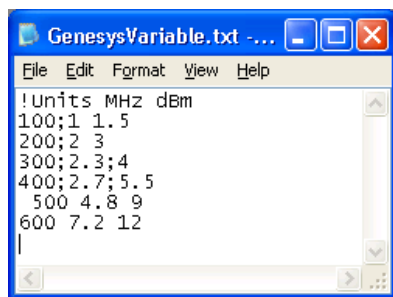 GenesysVariable.txt -...
File Edit Format View Help
!Units MHz dBm
100;1 1.5
200;2 3
300;2.3;4
400;2.7;5.5
 500 4.8 9
600 7.2 12